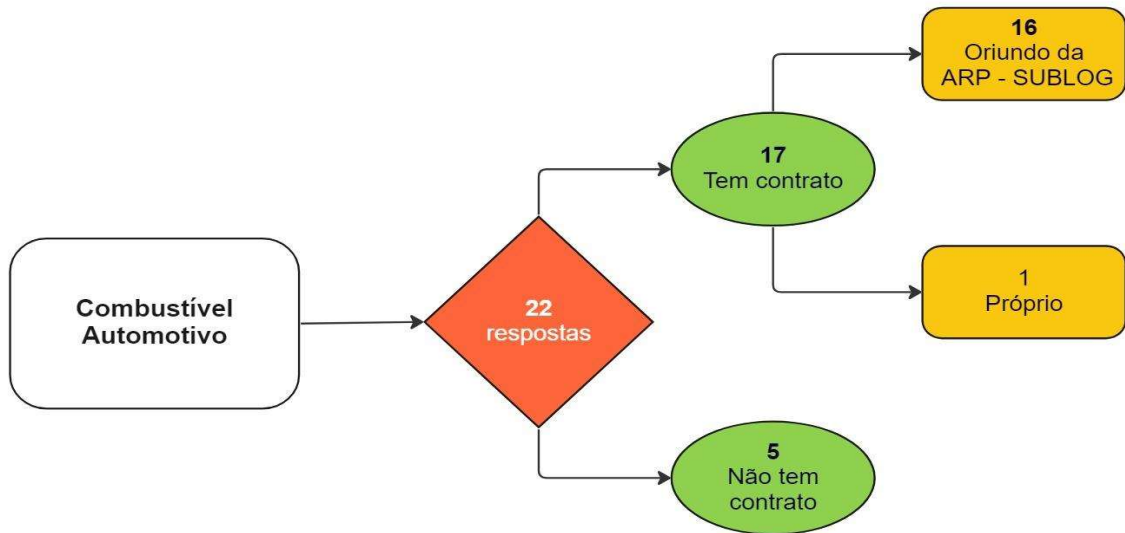 Combustível
Automotivo
22
respostas
17
Tem contrato
16
Oriundo da
ARP - SUBLOG
1
Próprio
5
Não tem
contrato